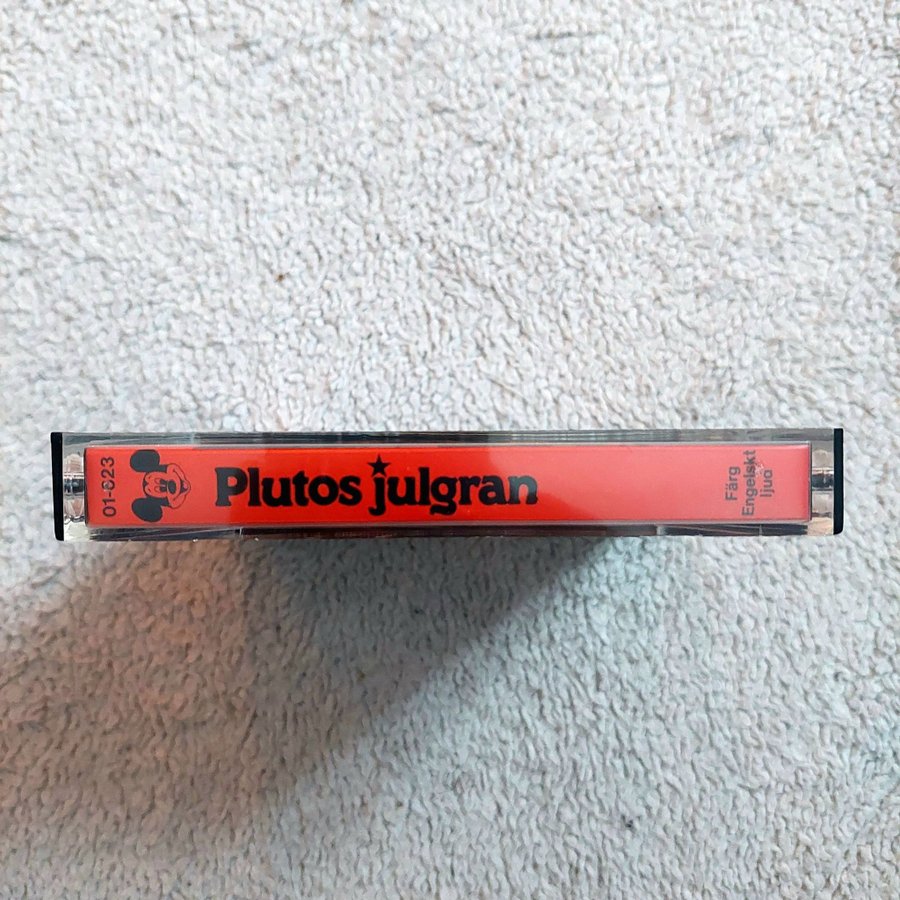 01-023
Plutos julgran
Färg
Engelskt
ljud